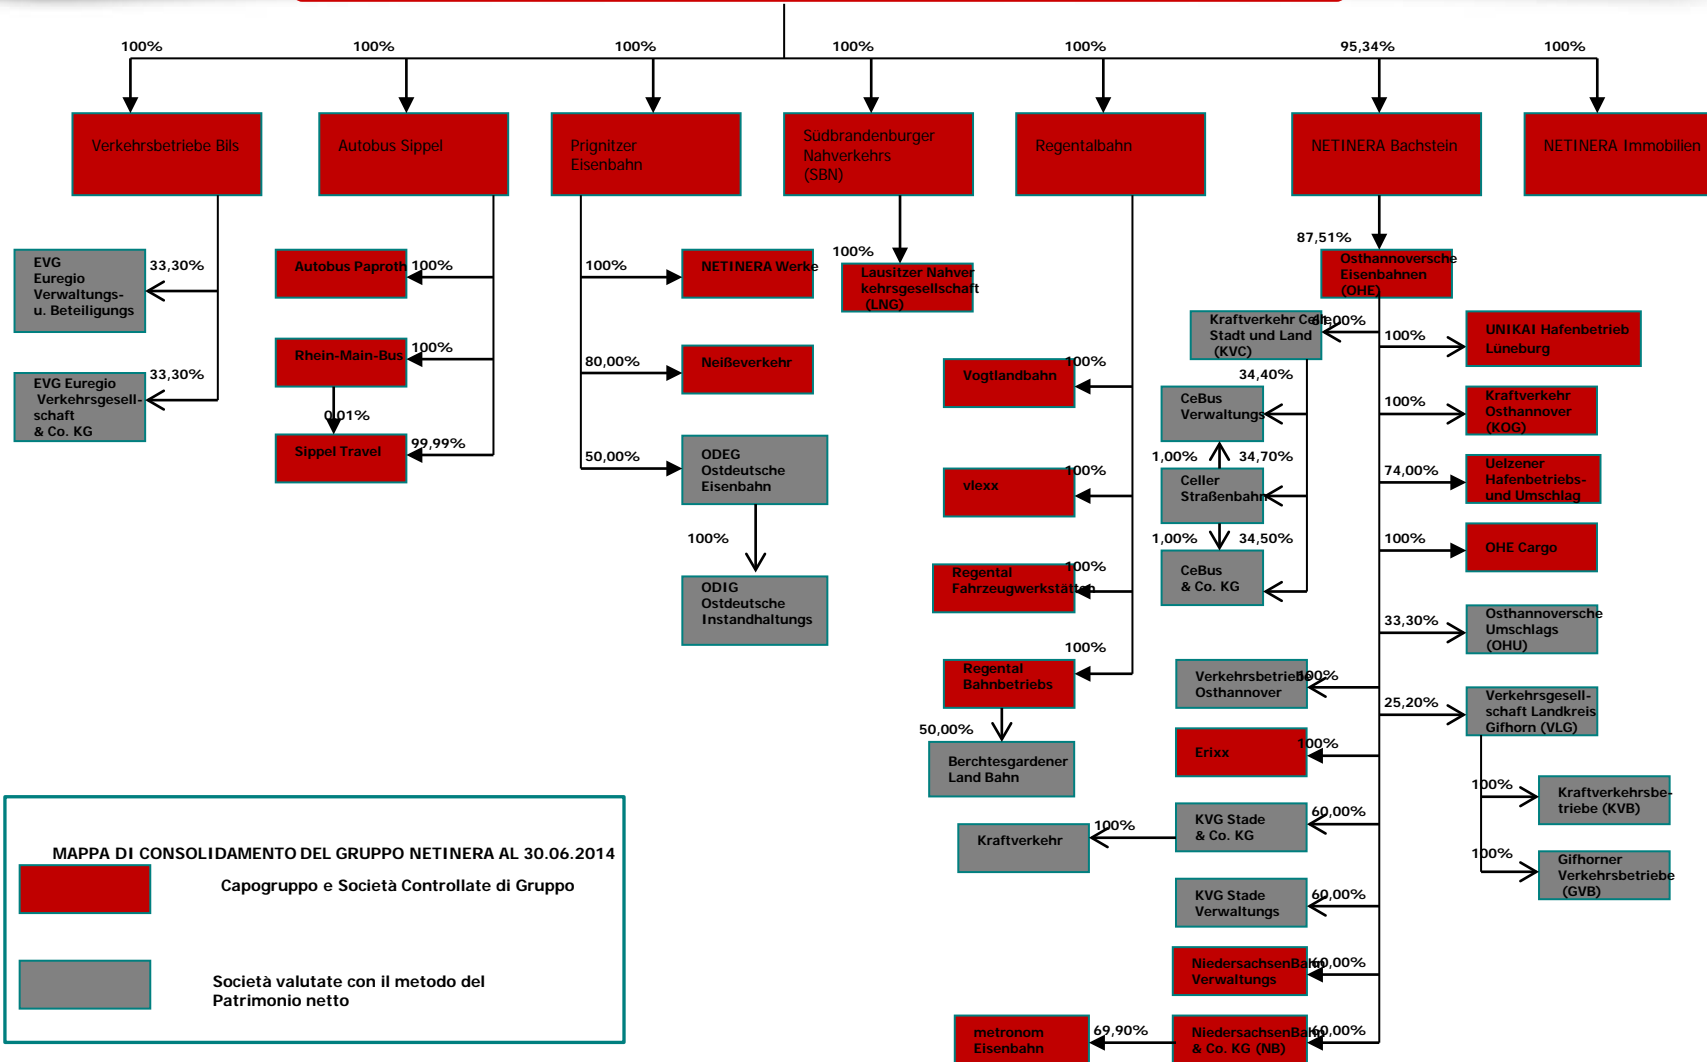 100%
100%
100%
100%
100%
95,34%
100%
Verkehrsbetriebe Bils
Autobus Sippel
Prignitzer
Eisenbahn
Südbrandenburger
Nahverkehrs
(SBN)
Regentalbahn
NETINERA Bachstein
NETINERA Immobilien
EVG
Euregio
Verwaltungs-
u. Beteiligungs
33,30%
EVG Euregio
Verkehrsgesell-
schaft
& Co. KG
33,30%
Autobus Paproth
100%
Rhein-Main-Bus
100%
0,01%
Sippel Travel
99,99%
100%
NETINERA Werke
80,00%
Neißeverkehr
50,00%
ODEG
Ostdeutsche
Eisenbahn
100%
ODIG
Ostdeutsche
Instandhaltungs
100%
Lausitzer Nahver
kehrsgesellschaft
(LNG)
100%
Vogtlandbahn
100%
vlexx
100%
Regental
Fahrzeugwerkstätten
100%
Regental
Bahnbetriebs
50,00%
Berchtesgardener
Land Bahn
87,51%
Osthannoversche
Eisenbahnen
(OHE)
Kraftverkehr Celle
Stadt und Land
(KVC)
61,00%
34,40%
CeBus
Verwaltungs
1,00%
34,70%
Celler
Straßenbahn
1,00%
34,50%
CeBus
& Co. KG
100%
UNIKAI Hafenbetrieb
Lüneburg
100%
Kraftverkehr
Osthannover
(KOG)
74,00%
Uelzener
Hafenbetriebs-
und Umschlag
100%
OHE Cargo
33,30%
Osthannoversche
Umschlags
(OHU)
25,20%
Verkehrsgesell-
schaft Landkreis
Gifhorn (VLG)
100%
Kraftverkehrsbe-
triebe (KVB)
100%
Gifhorner
Verkehrsbetriebe
(GVB)
Verkehrsbetriebe
Osthannover
100%
Erixx
100%
KVG Stade
& Co. KG
60,00%
Kraftverkehr
100%
KVG Stade
Verwaltungs
60,00%
NiedersachsenBahn
Verwaltungs
60,00%
NiedersachsenBahn
& Co. KG (NB)
60,00%
metronom
Eisenbahn
69,90%
MAPPA DI CONSOLIDAMENTO DEL GRUPPO NETINERA AL 30.06.2014
Capogruppo e Società Controllate di Gruppo
Società valutate con il metodo del
Patrimonio netto